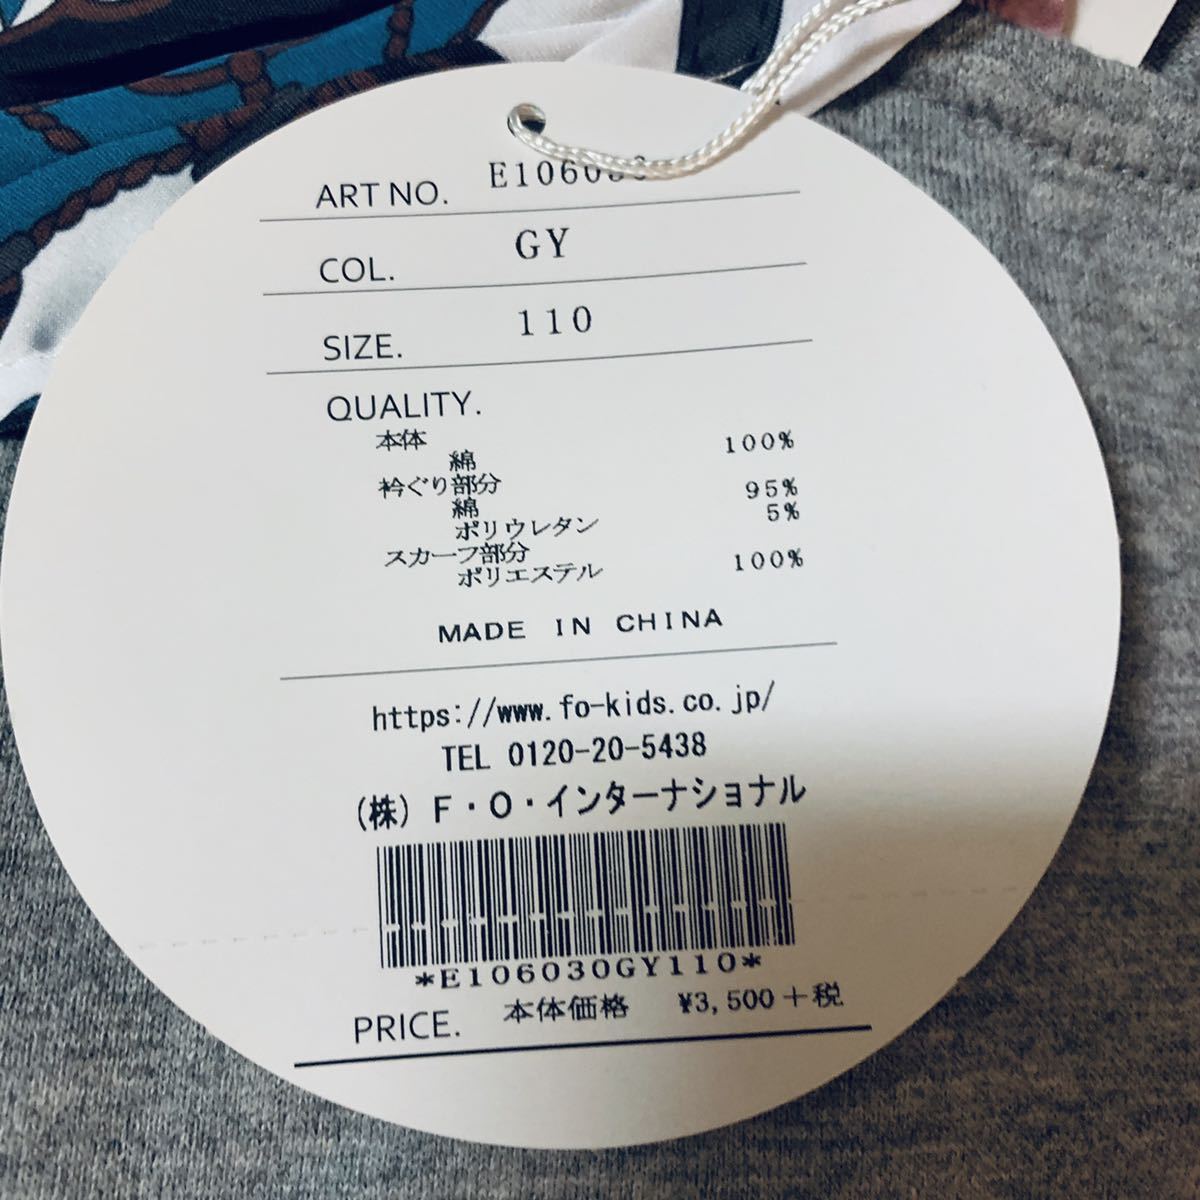 ART NO. E106030
COL. GY
SIZE. 110
QUALITY.
本体
綿 100%
衿ぐり部分
綿 95%
ポリウレタン 5%
スカーフ部分
ポリエステル 100%
MADE IN CHINA
https://www.fo-kids.co.jp/
TEL 0120-20-5438
(株) F・O・インターナショナル
*E106030GY110*
PRICE. 本体価格 ¥3,500+税